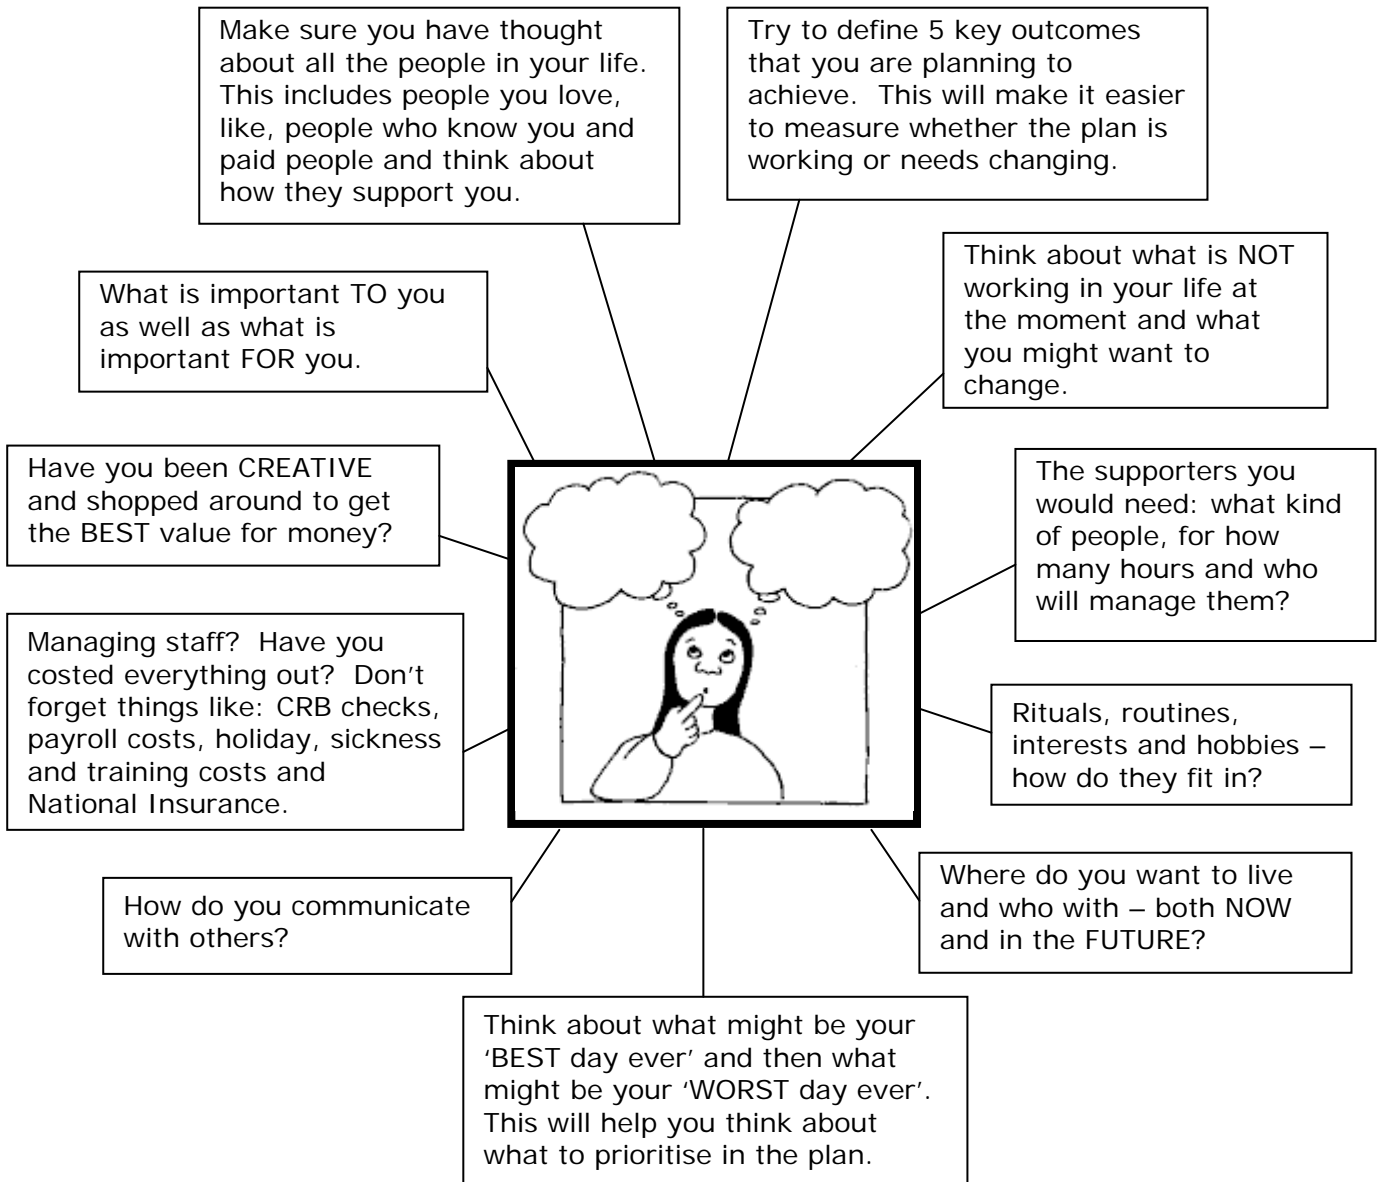 Make sure you have thought
about all the people in your life.
This includes people you love,
like, people who know you and
paid people and think about
how they support you.
Try to define 5 key outcomes
that you are planning to
achieve.  This will make it easier
to measure whether the plan is
working or needs changing.
What is important TO you
as well as what is
important FOR you.
Think about what is NOT
working in your life at
the moment and what
you might want to
change.
Have you been CREATIVE
and shopped around to get
the BEST value for money?
The supporters you
would need: what kind
of people, for how
many hours and who
will manage them?
Managing staff?  Have you
costed everything out?  Don’t
forget things like: CRB checks,
payroll costs, holiday, sickness
and training costs and
National Insurance.
Rituals, routines,
interests and hobbies –
how do they fit in?
How do you communicate
with others?
Where do you want to live
and who with – both NOW
and in the FUTURE?
Think about what might be your
‘BEST day ever’ and then what
might be your ‘WORST day ever’.
This will help you think about
what to prioritise in the plan.